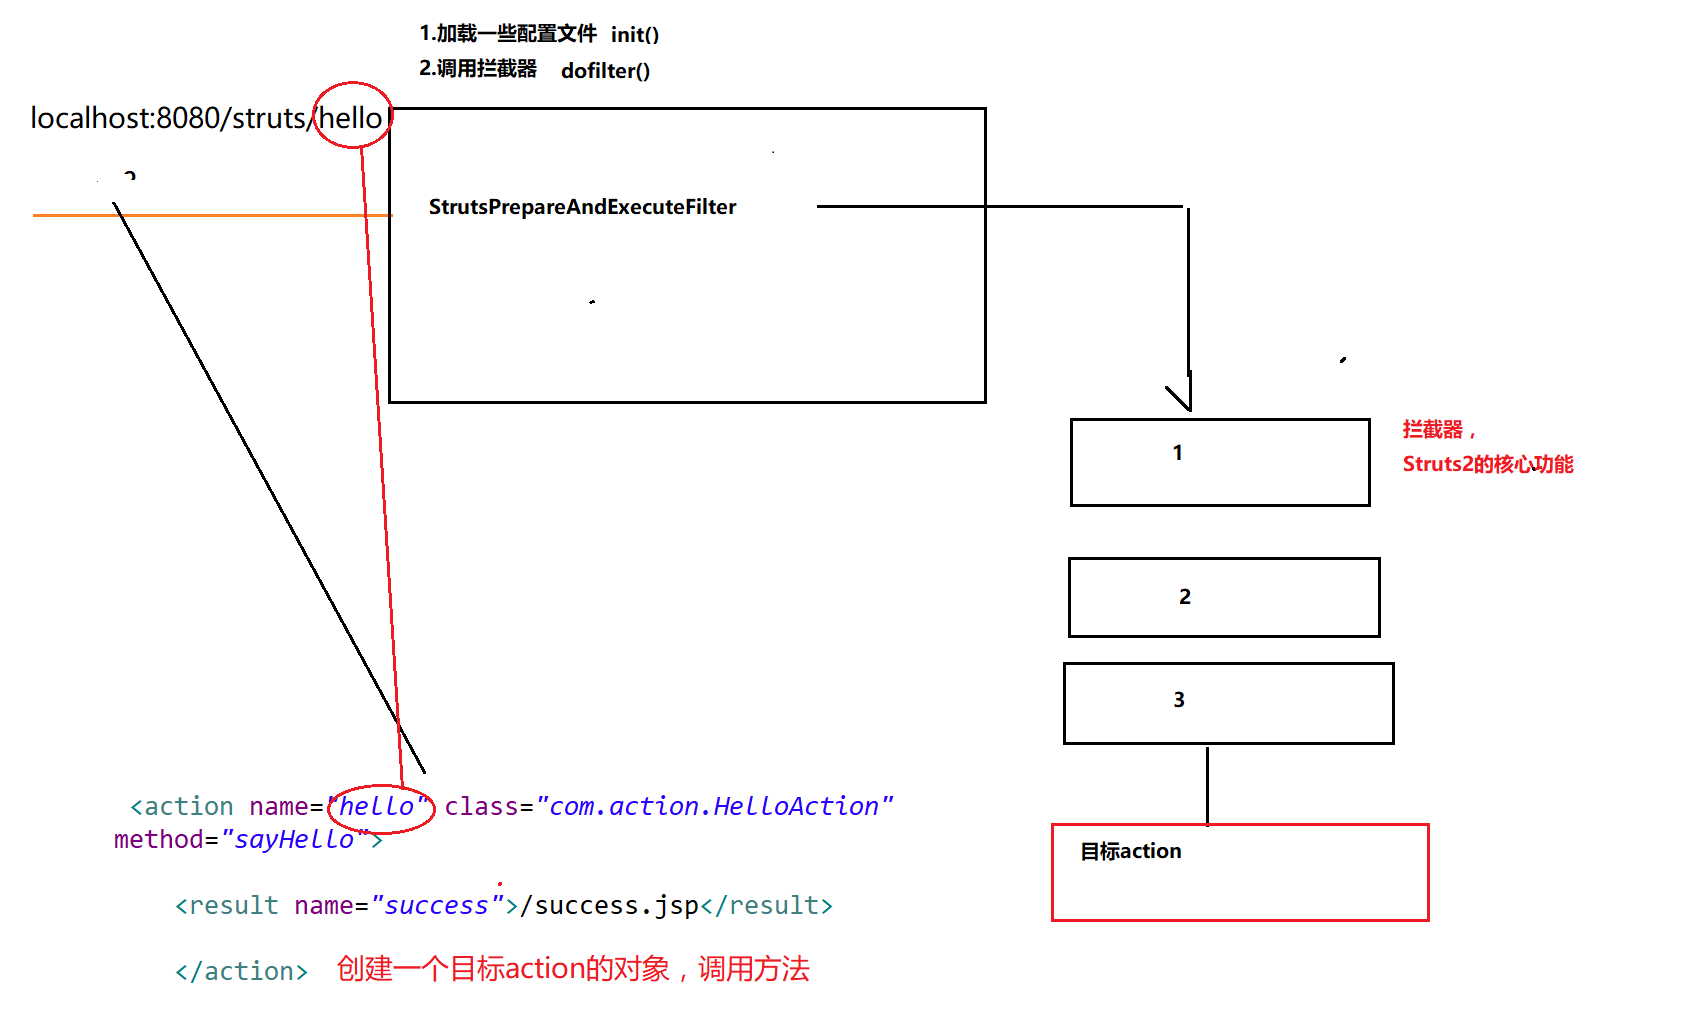 1.加载一些配置文件 init()
2.调用拦截器 dofilter()
localhost:8080/struts/hello
StrutsPrepareAndExecuteFilter
1
拦截器，
Struts2的核心功能
2
3
目标action
<action name="hello" class="com.action.HelloAction"
method="sayHello">
<result name="success">/success.jsp</result>
</action> 创建一个目标action的对象，调用方法